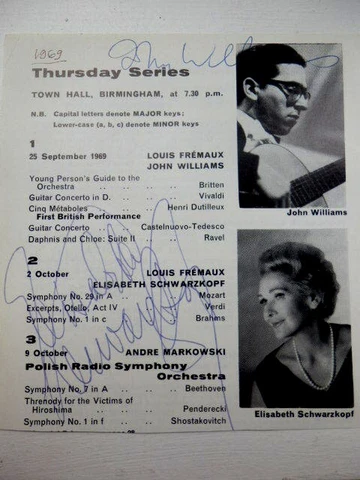 1969
John Williams
Thursday Series
TOWN HALL, BIRMINGHAM, at 7.30 p.m.
N.B. Capital letters denote MAJOR keys;
Lower-case (a, b, c) denote MINOR keys
1
25 September 1969 LOUIS FRÉMAUX
JOHN WILLIAMS
Young Person's Guide to the
Orchestra .. .. .. Britten
Guitar Concerto in D. .. Vivaldi
Cinq Métaboles .. Henri Dutilleux
First British Performance
Guitar Concerto .. Castelnuovo-Tedesco
Daphnis and Chloe: Suite II .. Ravel
John Williams
2
2 October LOUIS FRÉMAUX
ELISABETH SCHWARZKOPF
Symphony No. 29 in A .. Mozart
Excerpts, Otello, Act IV .. Verdi
Symphony No. 1 in c .. Brahms
Elisabeth Schwarzkopf
3
9 October ANDRE MARKOWSKI
Polish Radio Symphony
Orchestra
Symphony No. 7 in A .. Beethoven
Threnody for the Victims of
Hiroshima .. .. Penderecki
Symphony No. 1 in f .. Shostakovitch
Elisabeth Schwarzkopf